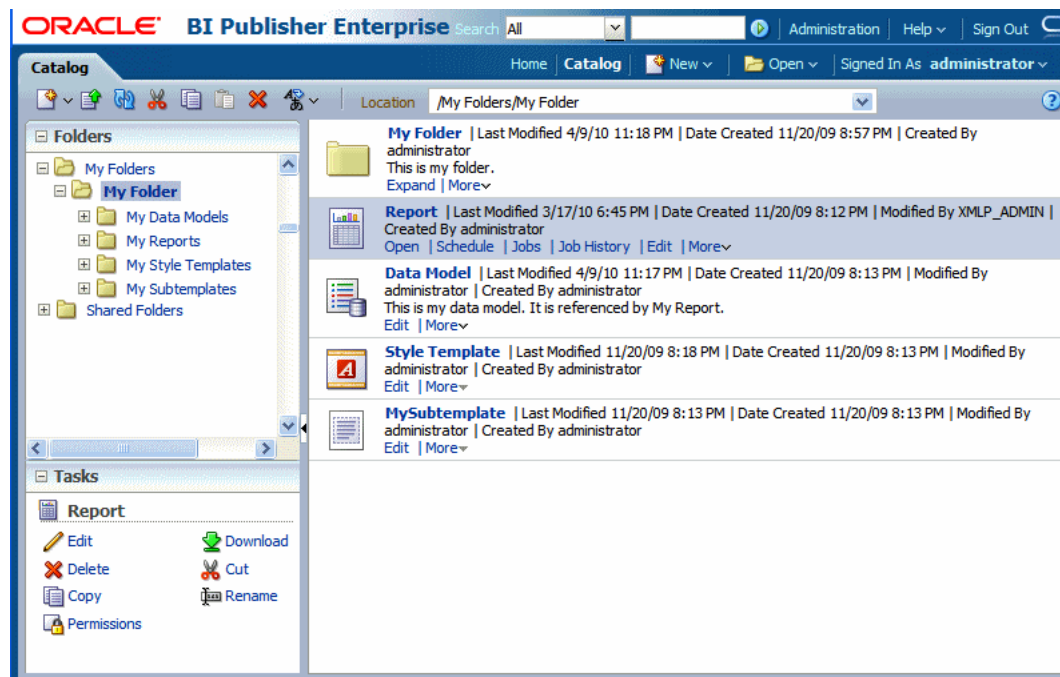 ORACLE BI Publisher Enterprise Search All Administration Help Sign Out
Catalog
Home Catalog New Open Signed In As administrator
Location /My Folders/My Folder
Folders
My Folders
My Folder
My Data Models
My Reports
My Style Templates
My Subtemplates
Shared Folders
My Folder | Last Modified 4/9/10 11:18 PM | Date Created 11/20/09 8:57 PM | Created By
administrator
This is my folder.
Expand | More
Report | Last Modified 3/17/10 6:45 PM | Date Created 11/20/09 8:12 PM | Modified By XMLP_ADMIN |
Created By administrator
Open | Schedule | Jobs | Job History | Edit | More
Data Model | Last Modified 4/9/10 11:17 PM | Date Created 11/20/09 8:13 PM | Modified By
administrator | Created By administrator
This is my data model. It is referenced by My Report.
Edit | More
Style Template | Last Modified 11/20/09 8:18 PM | Date Created 11/20/09 8:13 PM | Modified By
administrator | Created By administrator
Edit | More
MySubtemplate | Last Modified 11/20/09 8:13 PM | Date Created 11/20/09 8:13 PM | Modified By
administrator | Created By administrator
Edit | More
Tasks
Report
Edit Download
Delete Cut
Copy Rename
Permissions